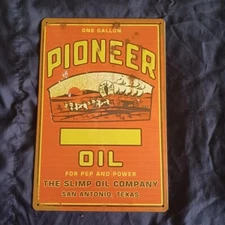 ONE GALLON
PIONEER
OIL
FOR PEP AND POWER
THE SLIMP OIL COMPANY
SAN ANTONIO, TEXAS